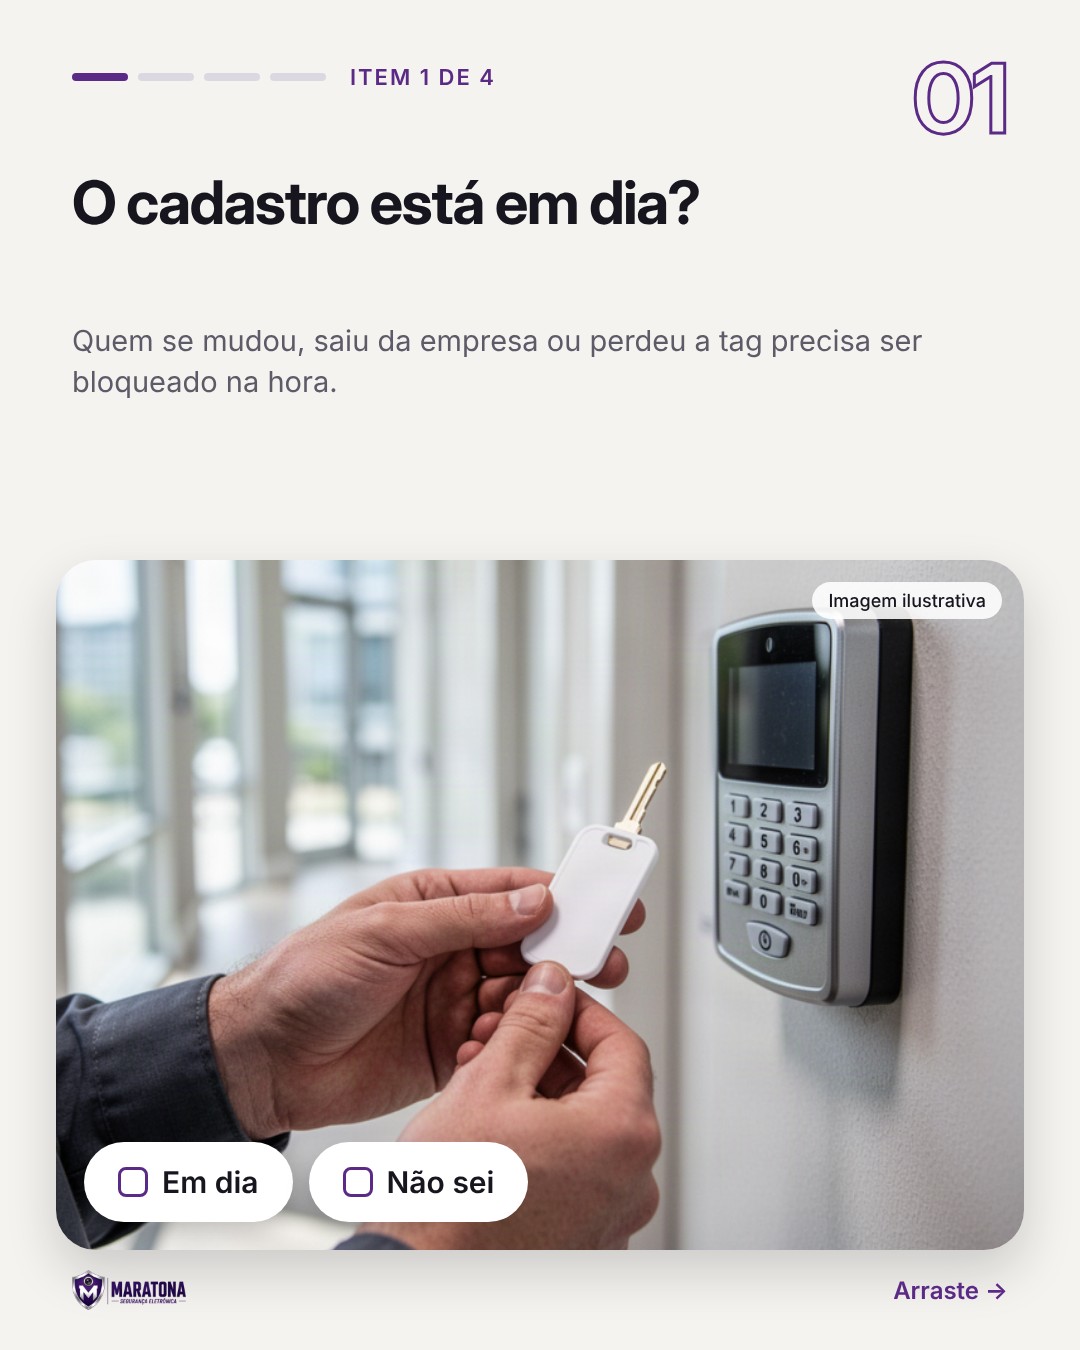 ITEM 1 DE 4
01
O cadastro está em dia?
Quem se mudou, saiu da empresa ou perdeu a tag precisa ser
bloqueado na hora.
Imagem ilustrativa
1 2 3
4 5 6
7 8 0
0
Em dia
Não sei
M MARATONA
SEGURANÇA ELETRÔNICA
Arraste →